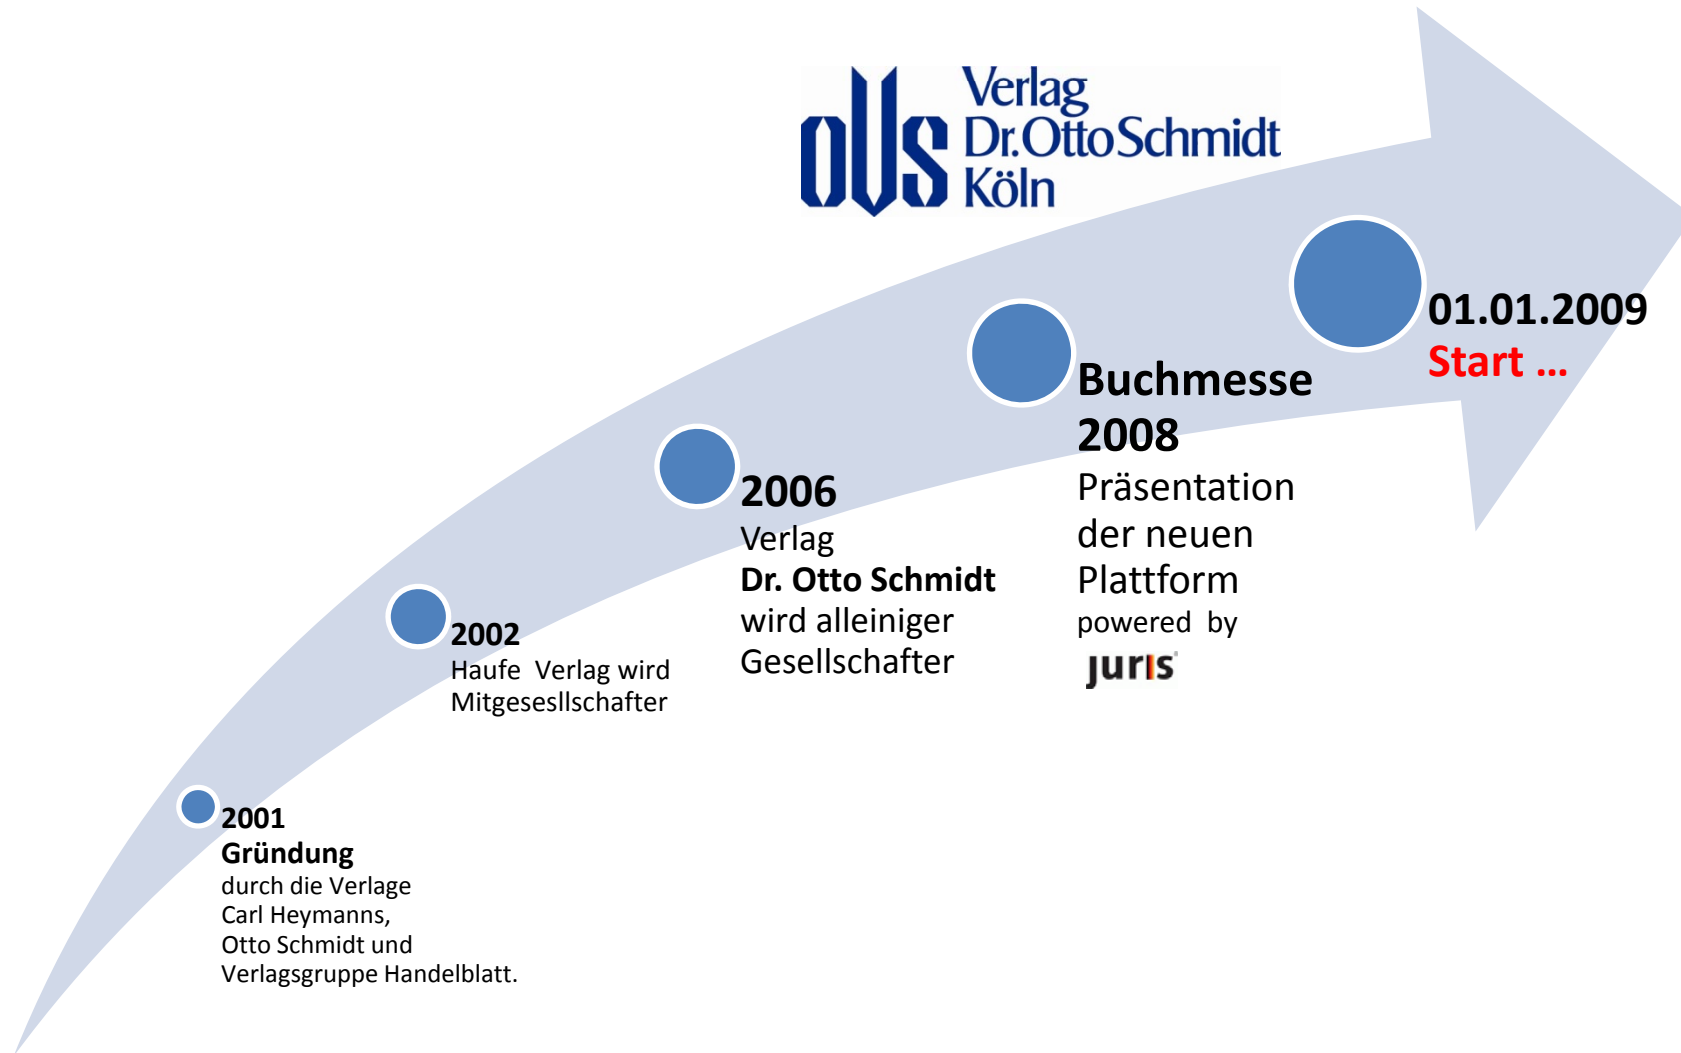 oVs
Verlag
Dr. Otto Schmidt
Köln
2001
Gründung
durch die Verlage
Carl Heymanns,
Otto Schmidt und
Verlagsgruppe Handelblatt.
2002
Haufe Verlag wird
Mitgesesllschafter
2006
Verlag
Dr. Otto Schmidt
wird alleiniger
Gesellschafter
Buchmesse
2008
Präsentation
der neuen
Plattform
powered by
juris®
01.01.2009
Start ...